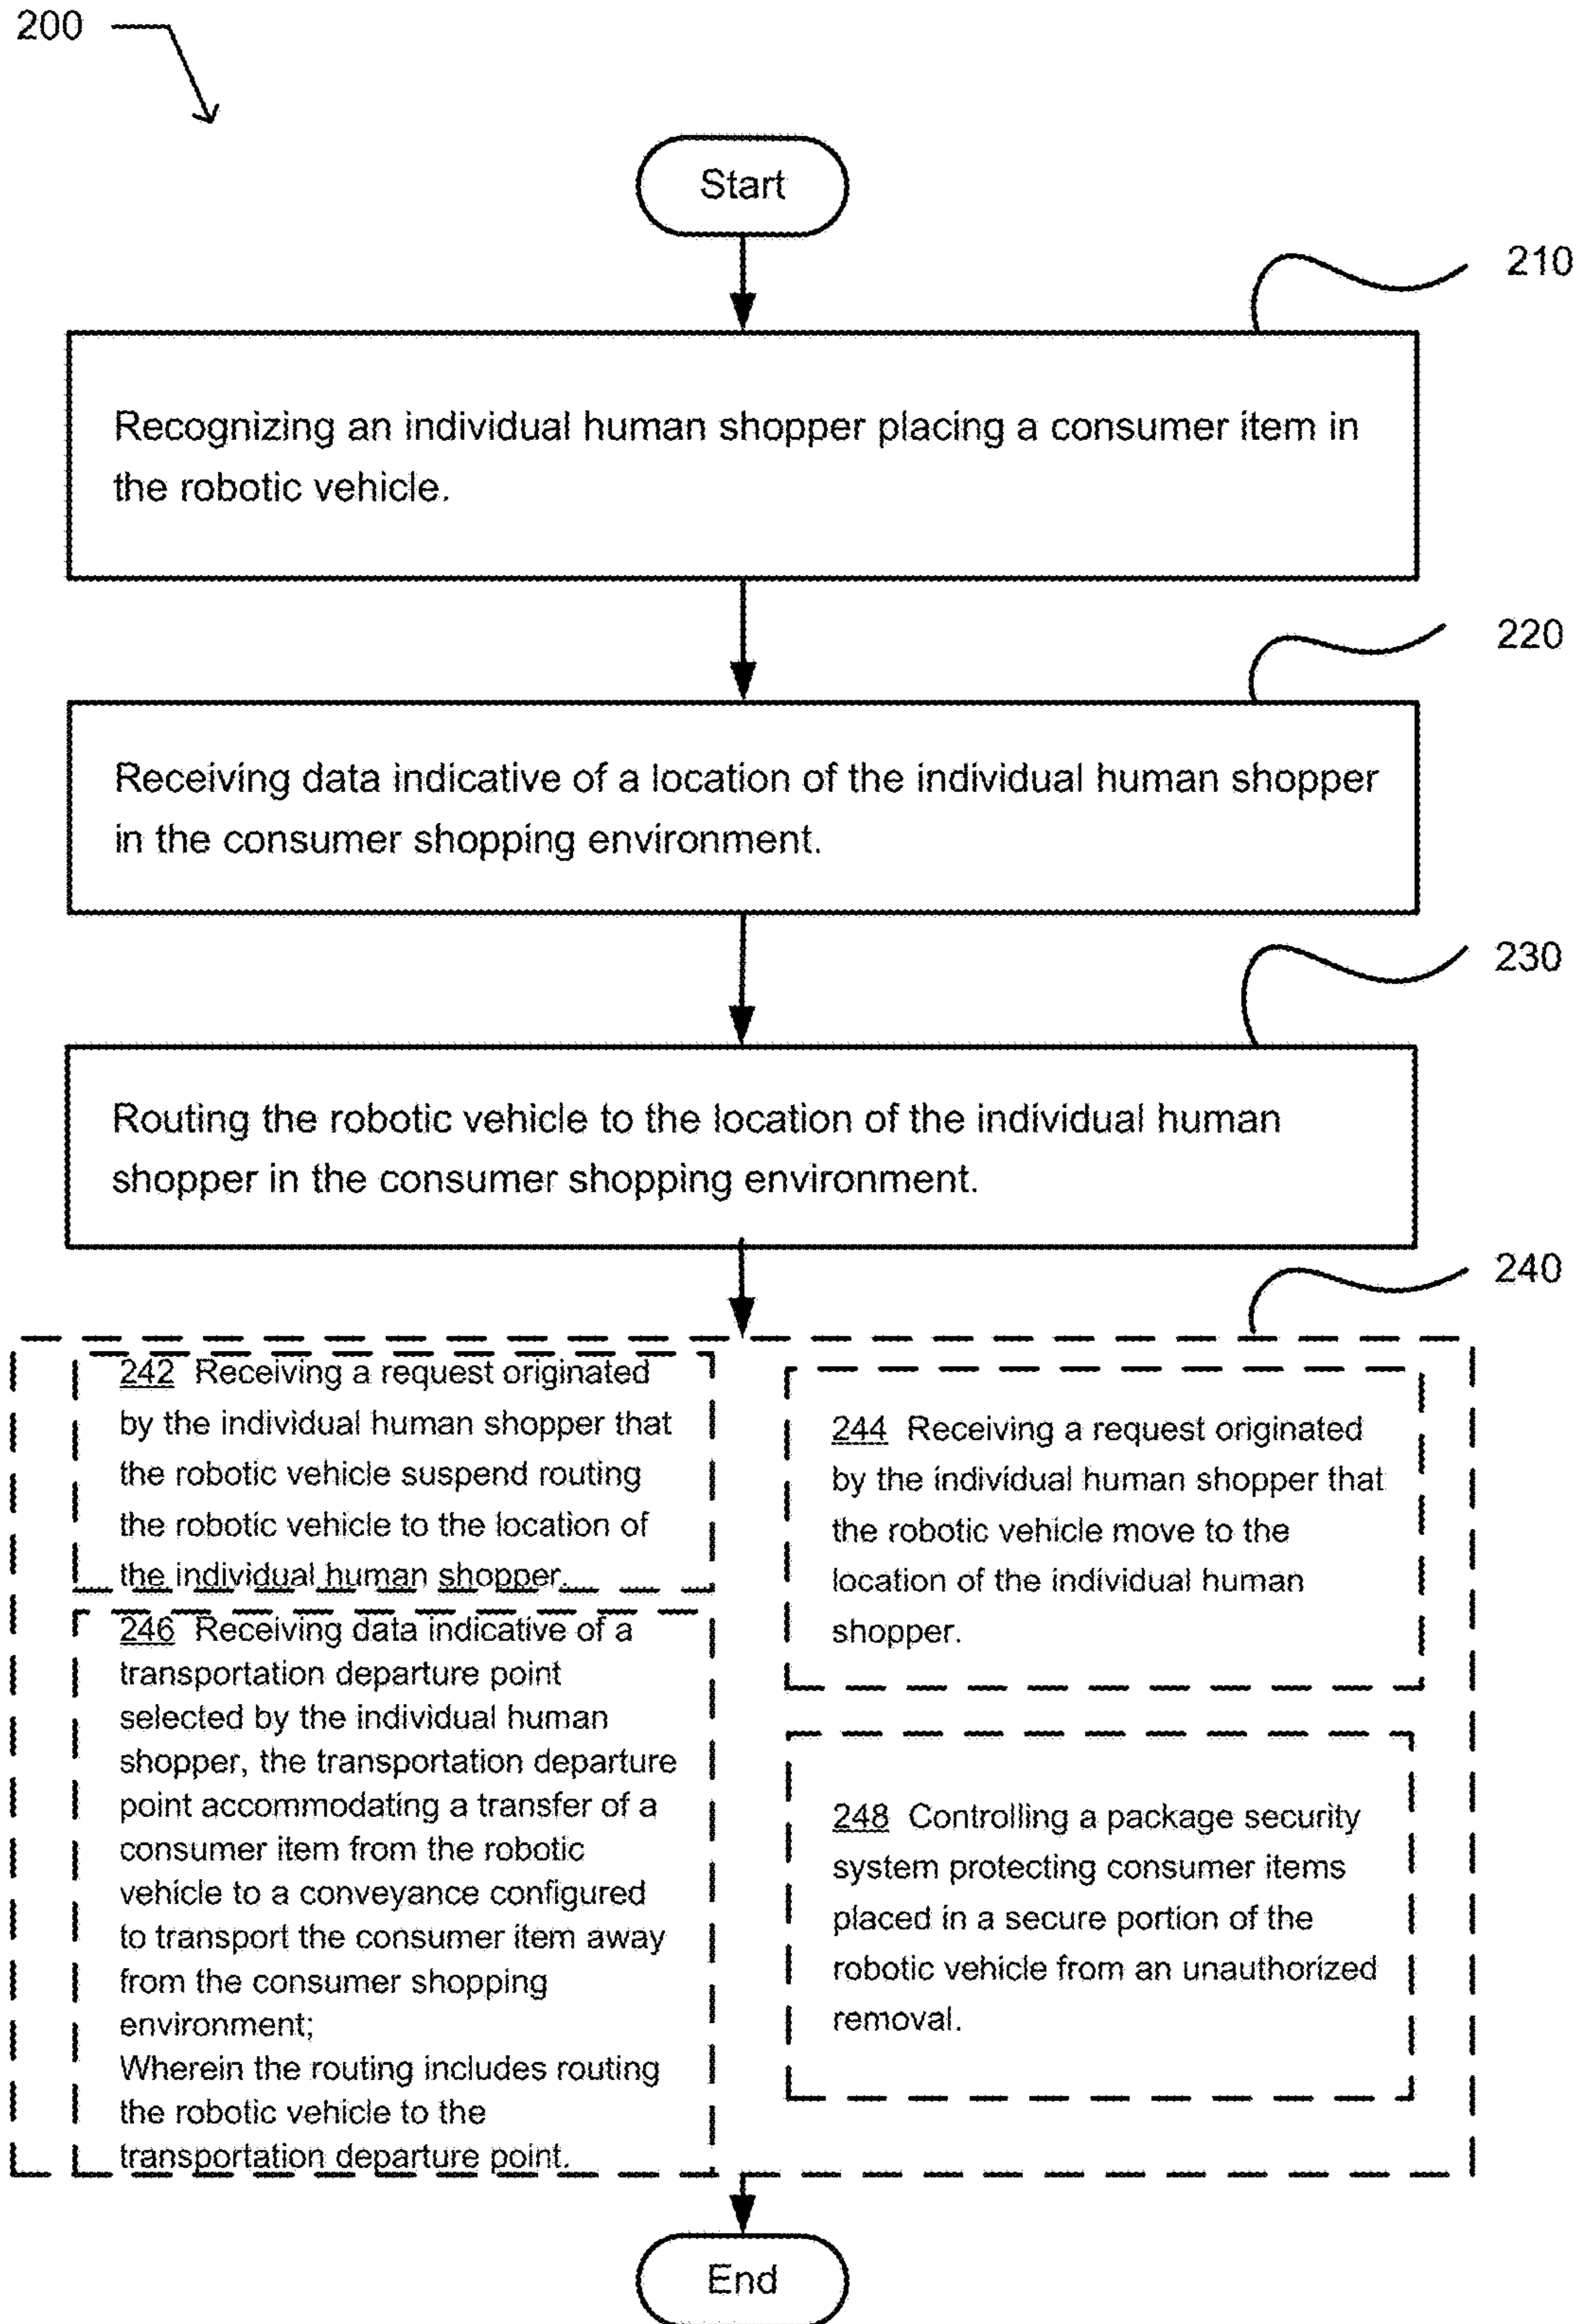 200
Start
210
Recognizing an individual human shopper placing a consumer item in
the robotic vehicle.
220
Receiving data indicative of a location of the individual human shopper
in the consumer shopping environment.
230
Routing the robotic vehicle to the location of the individual human
shopper in the consumer shopping environment.
240
242 Receiving a request originated
by the individual human shopper that
the robotic vehicle suspend routing
the robotic vehicle to the location of
the individual human shopper.
244 Receiving a request originated
by the individual human shopper that
the robotic vehicle move to the
location of the individual human
shopper.
246 Receiving data indicative of a
transportation departure point
selected by the individual human
shopper, the transportation departure
point accommodating a transfer of a
consumer item from the robotic
vehicle to a conveyance configured
to transport the consumer item away
from the consumer shopping
environment;
Wherein the routing includes routing
the robotic vehicle to the
transportation departure point.
248 Controlling a package security
system protecting consumer items
placed in a secure portion of the
robotic vehicle from an unauthorized
removal.
End